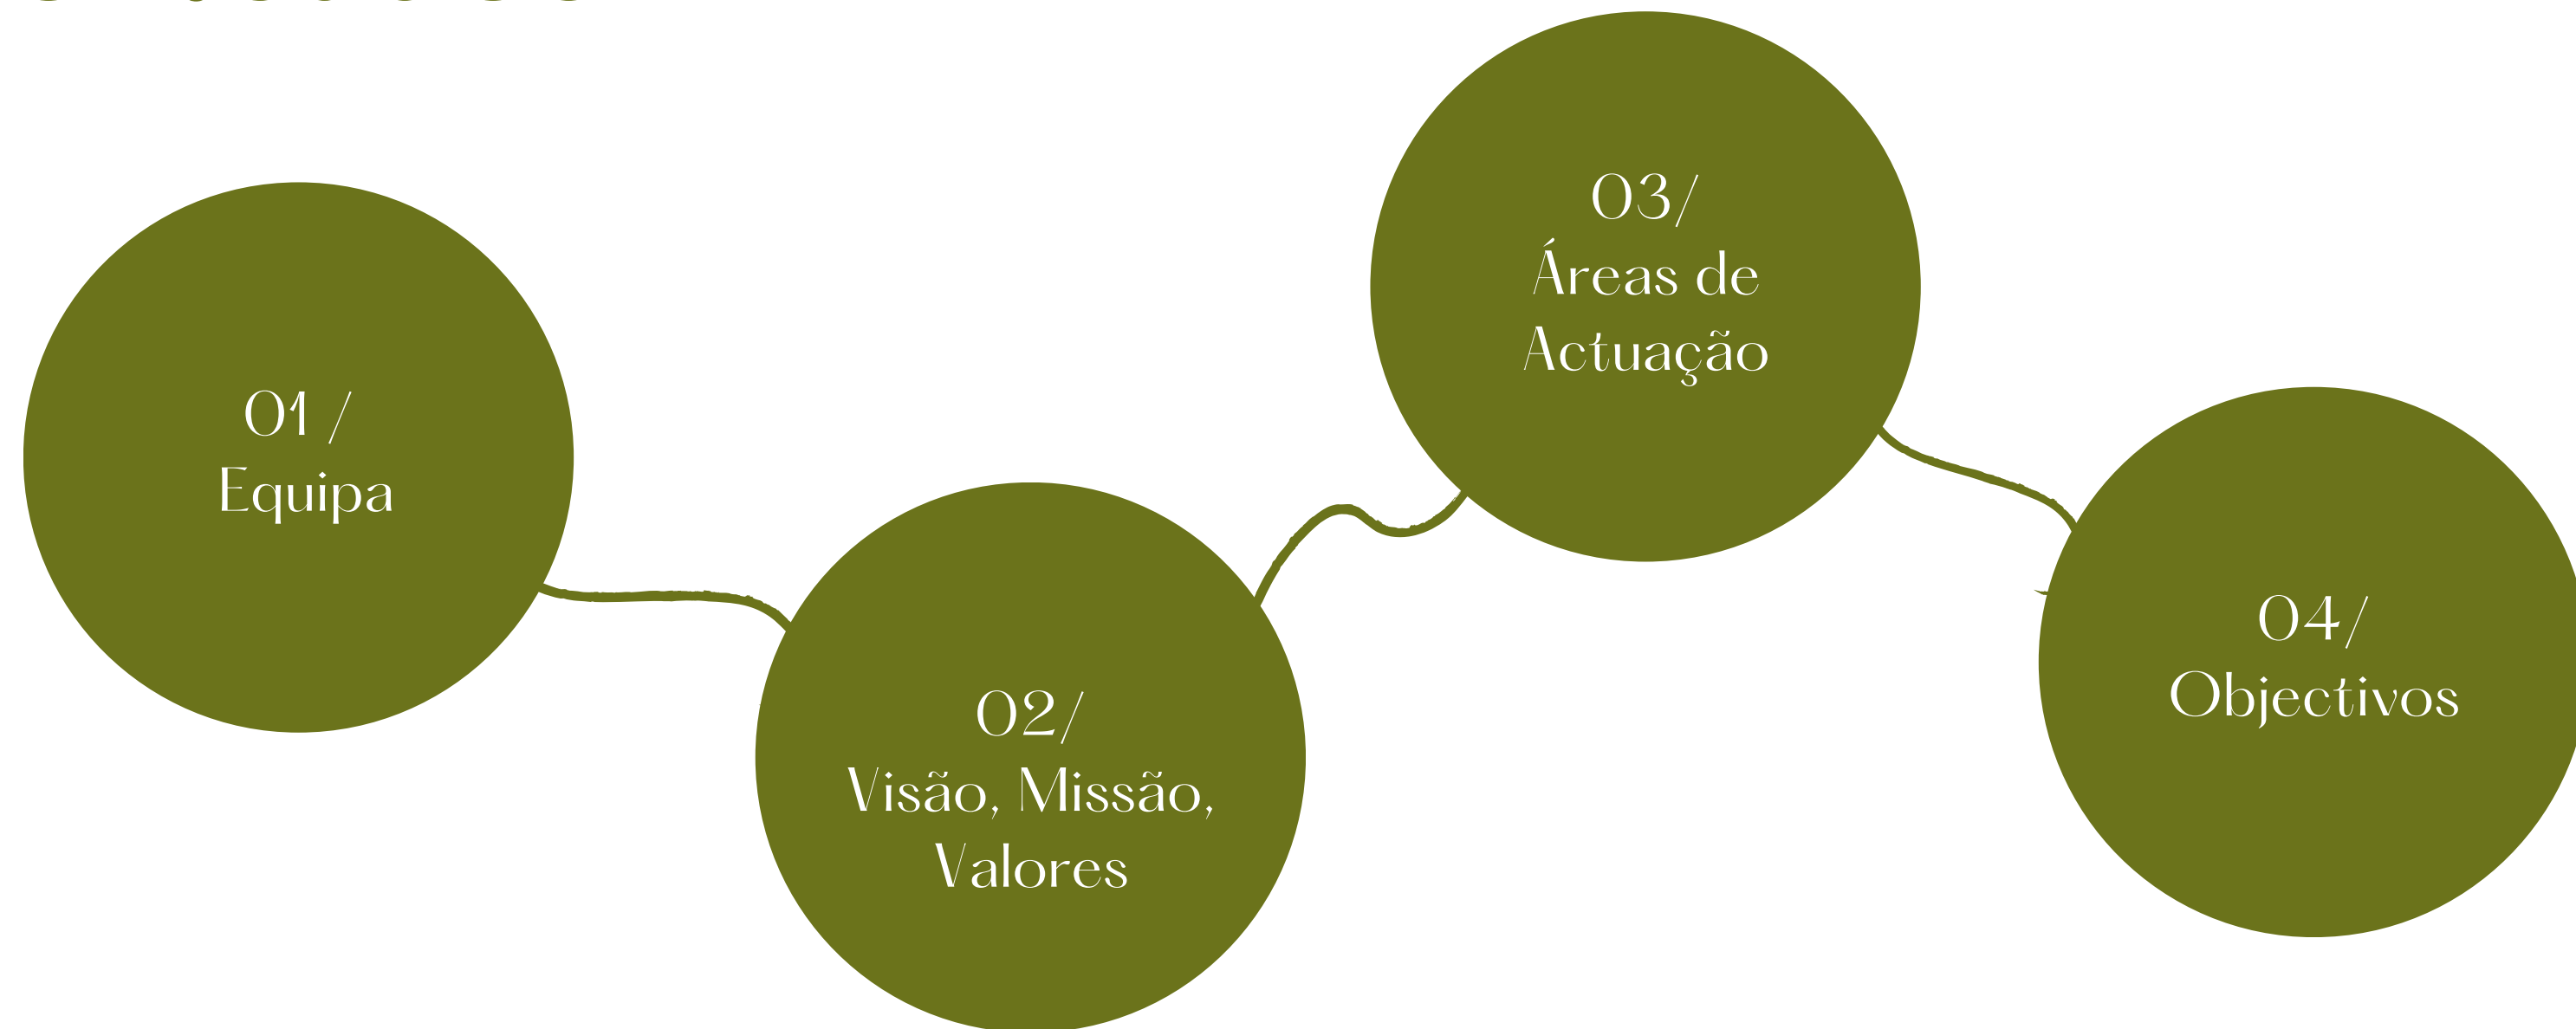 01 /
Equipa
02/
Visão, Missão,
Valores
03/
Áreas de
Actuação
04/
Objectivos